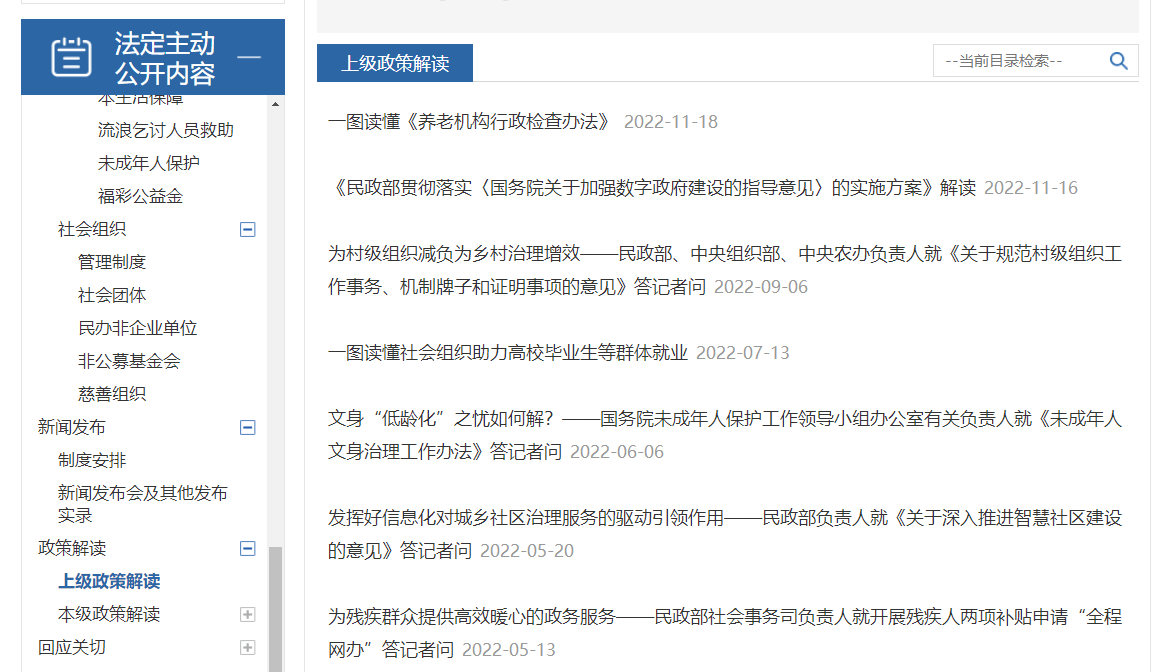 法定主动
公开内容
本生活保障
流浪乞讨人员救助
未成年人保护
福彩公益金
社会组织
管理制度
社会团体
民办非企业单位
非公募基金会
慈善组织
新闻发布
制度安排
新闻发布会及其他发布
实录
政策解读
上级政策解读
本级政策解读
回应关切
上级政策解读
--当前目录检索--
一图读懂《养老机构行政检查办法》 2022-11-18
《民政部贯彻落实〈国务院关于加强数字政府建设的指导意见〉的实施方案》解读 2022-11-16
为村级组织减负为乡村治理增效——民政部、中央组织部、中央农办负责人就《关于规范村级组织工
作事务、机制牌子和证明事项的意见》答记者问 2022-09-06
一图读懂社会组织助力高校毕业生等群体就业 2022-07-13
文身“低龄化”之忧如何解？——国务院未成年人保护工作领导小组办公室有关负责人就《未成年人
文身治理工作办法》答记者问 2022-06-06
发挥好信息化对城乡社区治理服务的驱动引领作用——民政部负责人就《关于深入推进智慧社区建设
的意见》答记者问 2022-05-20
为残疾群众提供高效暖心的政务服务——民政部社会事务司负责人就开展残疾人两项补贴申请“全程
网办”答记者问 2022-05-13